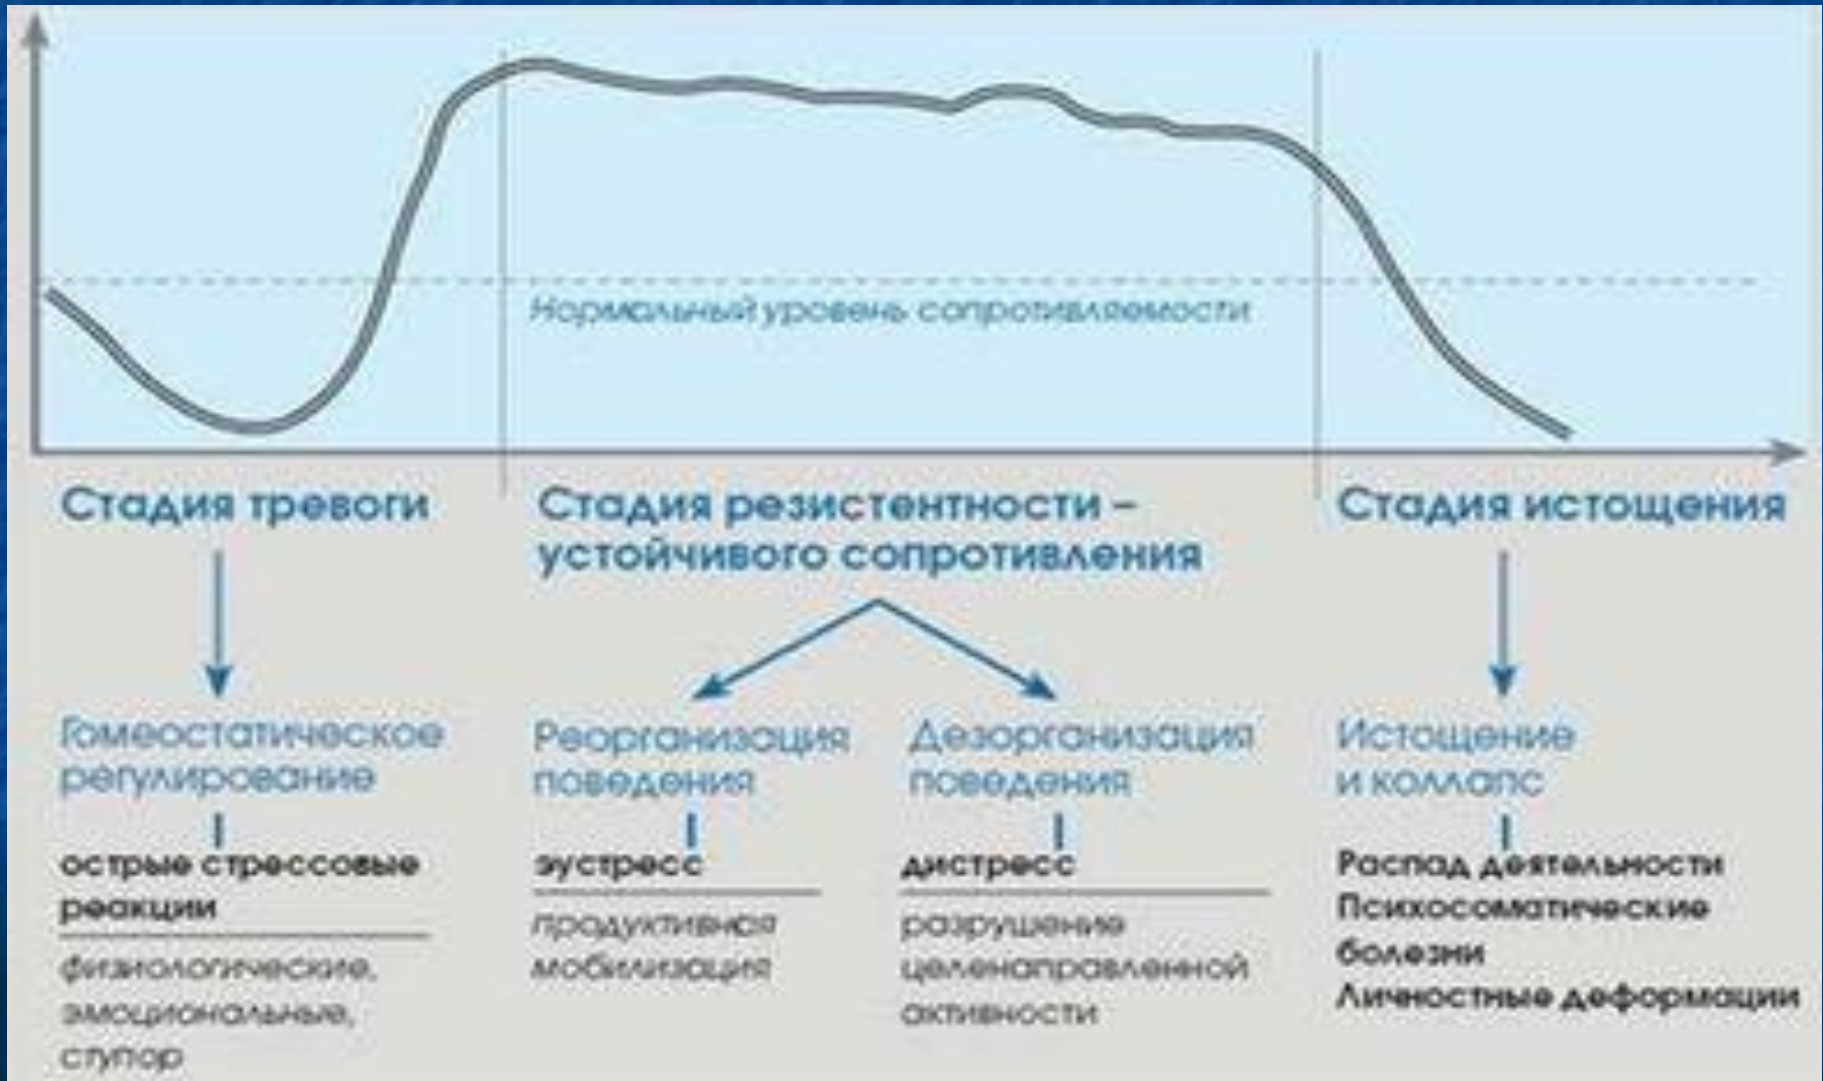 Нормальный уровень сопротивляемости
Стадия тревоги
Гомеостатическое
регулирование
острые стрессовые
реакции
физиологические,
эмоциональные,
ступор
Стадия резистентности –
устойчивого сопротивления
Реорганизация
поведения
эустресс
продуктивная
мобилизация
Дезорганизация
поведения
дистресс
разрушение
целенаправленной
активности
Стадия истощения
Истощение
и коллапс
Распад деятельности
Психосоматические
болезни
Личностные деформации